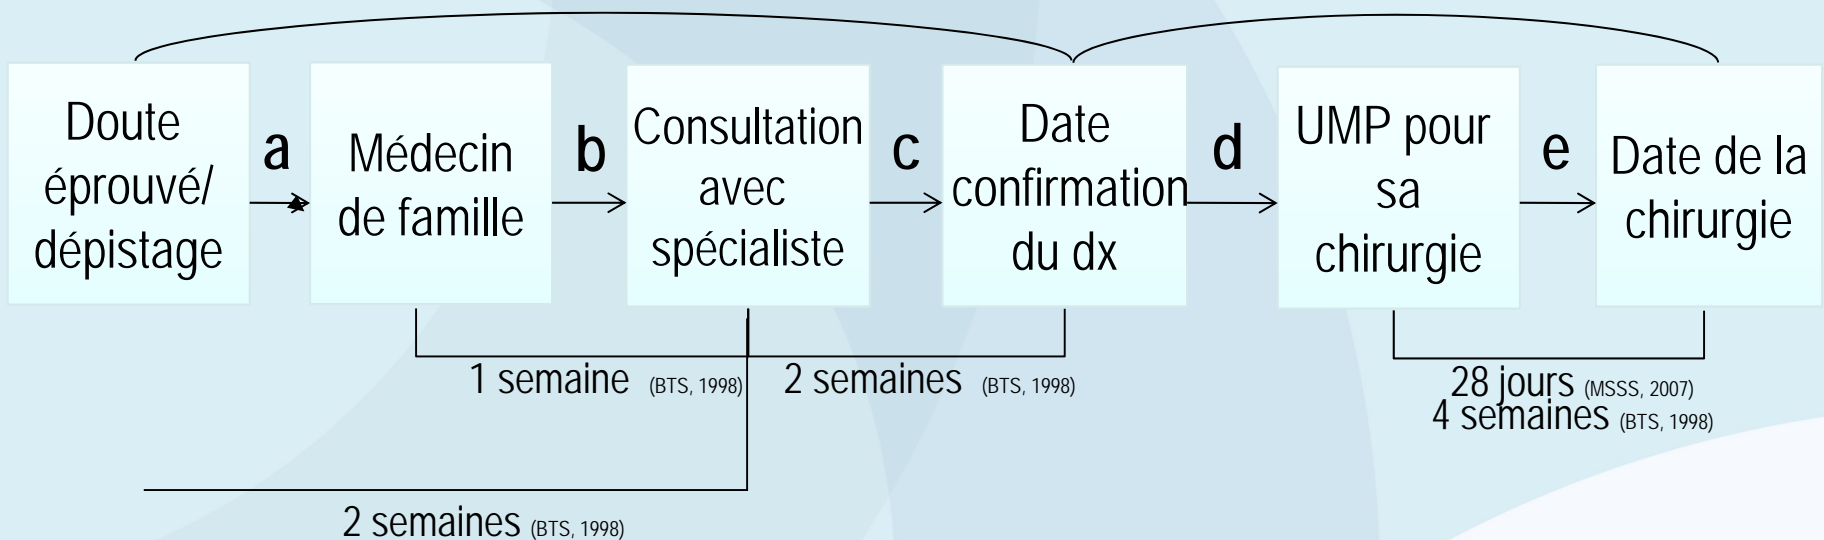 Doute
éprouvé/
dépistage
a
Médecin
de famille
b
Consultation
avec
spécialiste
c
Date
confirmation
du dx
d
UMP pour
sa
chirurgie
e
Date de la
chirurgie
1 semaine (BTS, 1998)
2 semaines (BTS, 1998)
28 jours (MSSS, 2007)
4 semaines (BTS, 1998)
2 semaines (BTS, 1998)